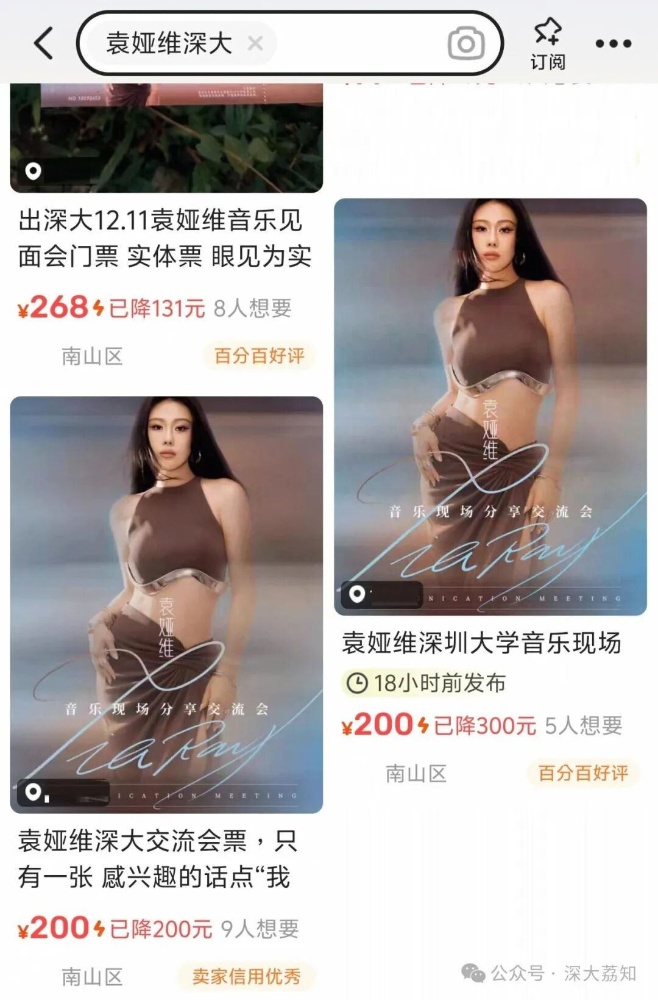 袁娅维深大
订阅
NO 10590453
出深大12.11袁娅维音乐见
面会门票 实体票 眼见为实
¥268 已降131元 8人想要
南山区 百分百好评
袁娅维
音乐现场分享交流会
Tia Ray
NICATION MEETING
袁娅维深圳大学音乐现场
18小时前发布
¥200 已降300元 5人想要
南山区 百分百好评
袁娅维
音乐现场分享交流会
Tia Ray
ICATION MEETING
袁娅维深大交流会票，只
有一张 感兴趣的话点“我
¥200 已降200元 9人想要
南山区 卖家信用优秀
公众号 · 深大荔知